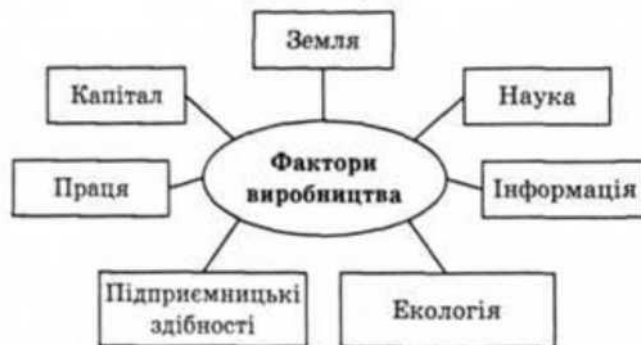 Земля
Капітал
Наука
Фактори
виробництва
Праця
Інформація
Підприємницькі
здібності
Екологія